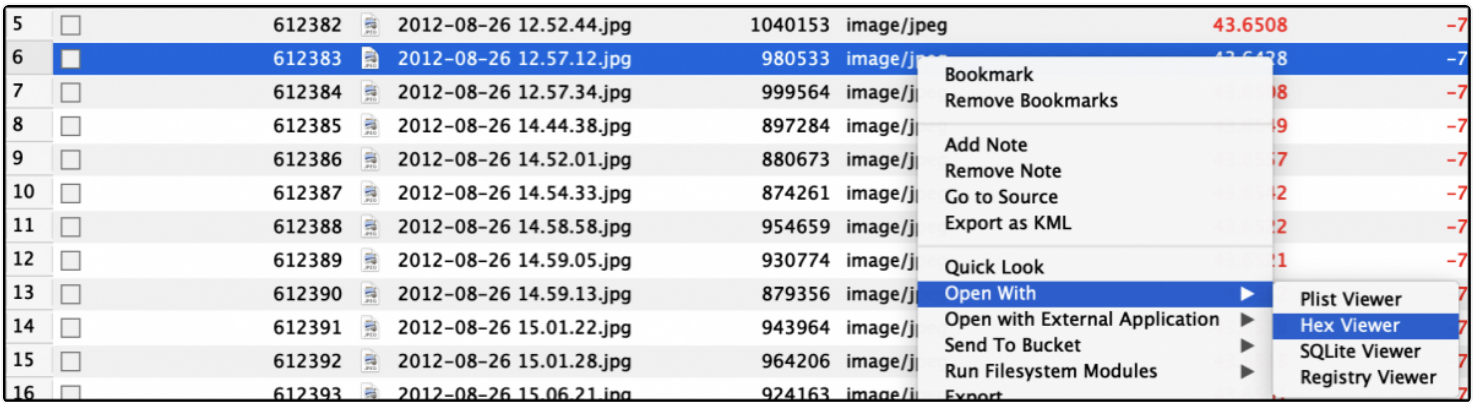 5 612382 2012-08-26 12.52.44.jpg 1040153 image/jpeg 43.6508 -7
6 612383 2012-08-26 12.57.12.jpg 980533
7 612384 2012-08-26 12.57.34.jpg 999564
8 612385 2012-08-26 14.44.38.jpg 897284
9 612386 2012-08-26 14.52.01.jpg 880673
10 612387 2012-08-26 14.54.33.jpg 874261
11 612388 2012-08-26 14.58.58.jpg 954659
12 612389 2012-08-26 14.59.05.jpg 930774
13 612390 2012-08-26 14.59.13.jpg 879356
14 612391 2012-08-26 15.01.22.jpg 943964
15 612392 2012-08-26 15.01.28.jpg 964206
16 612393 2012-08-26 15.06.21.jpg 924163
Bookmark
Remove Bookmarks
Add Note
Remove Note
Go to Source
Export as KML
Quick Look
Open With
Open with External Application
Send To Bucket
Run Filesystem Modules
Export
Plist Viewer
Hex Viewer
SQLite Viewer
Registry Viewer